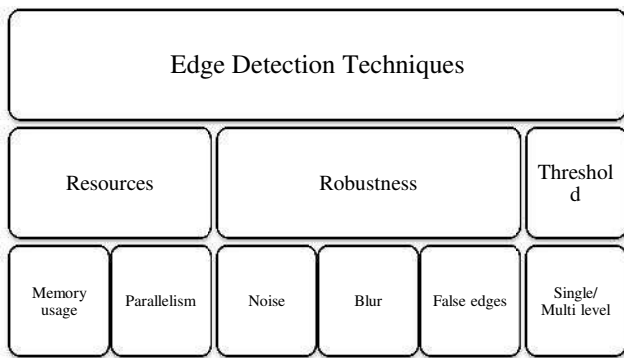 Edge Detection Techniques
Resources
Robustness
Threshol
d
Memory
usage
Parallelism
Noise
Blur
False edges
Single/
Multi level